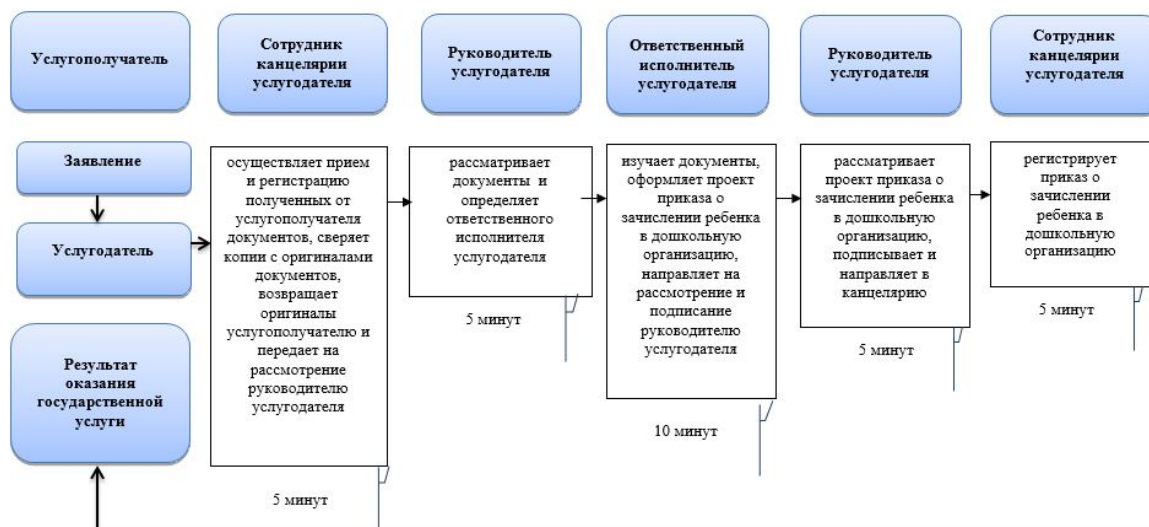 Услугополучатель
Сотрудник
канцелярии
услугодателя
Руководитель
услугодателя
Ответственный
исполнитель
услугодателя
Руководитель
услугодателя
Сотрудник
канцелярии
услугодателя
Заявление
Услугодатель
Результат
оказания
государственной
услуги
осуществляет прием
и регистрацию
полученных от
услугополучателя
документов, сверяет
копии с оригиналами
документов,
возвращает
оригиналы
услугополучателю и
передает на
рассмотрение
руководителю
услугодателя
5 минут
рассматривает
документы и
определяет
ответственного
исполнителя
услугодателя
5 минут
изучает документы,
оформляет проект
приказа о
зачислении ребенка
в дошкольную
организацию,
направляет на
рассмотрение и
подписание
руководителю
услугодателя
10 минут
рассматривает
проект приказа о
зачислении ребенка
в дошкольную
организацию,
подписывает и
направляет в
канцелярию
5 минут
регистрирует
приказ о
зачислении
ребенка в
дошкольную
организацию
5 минут